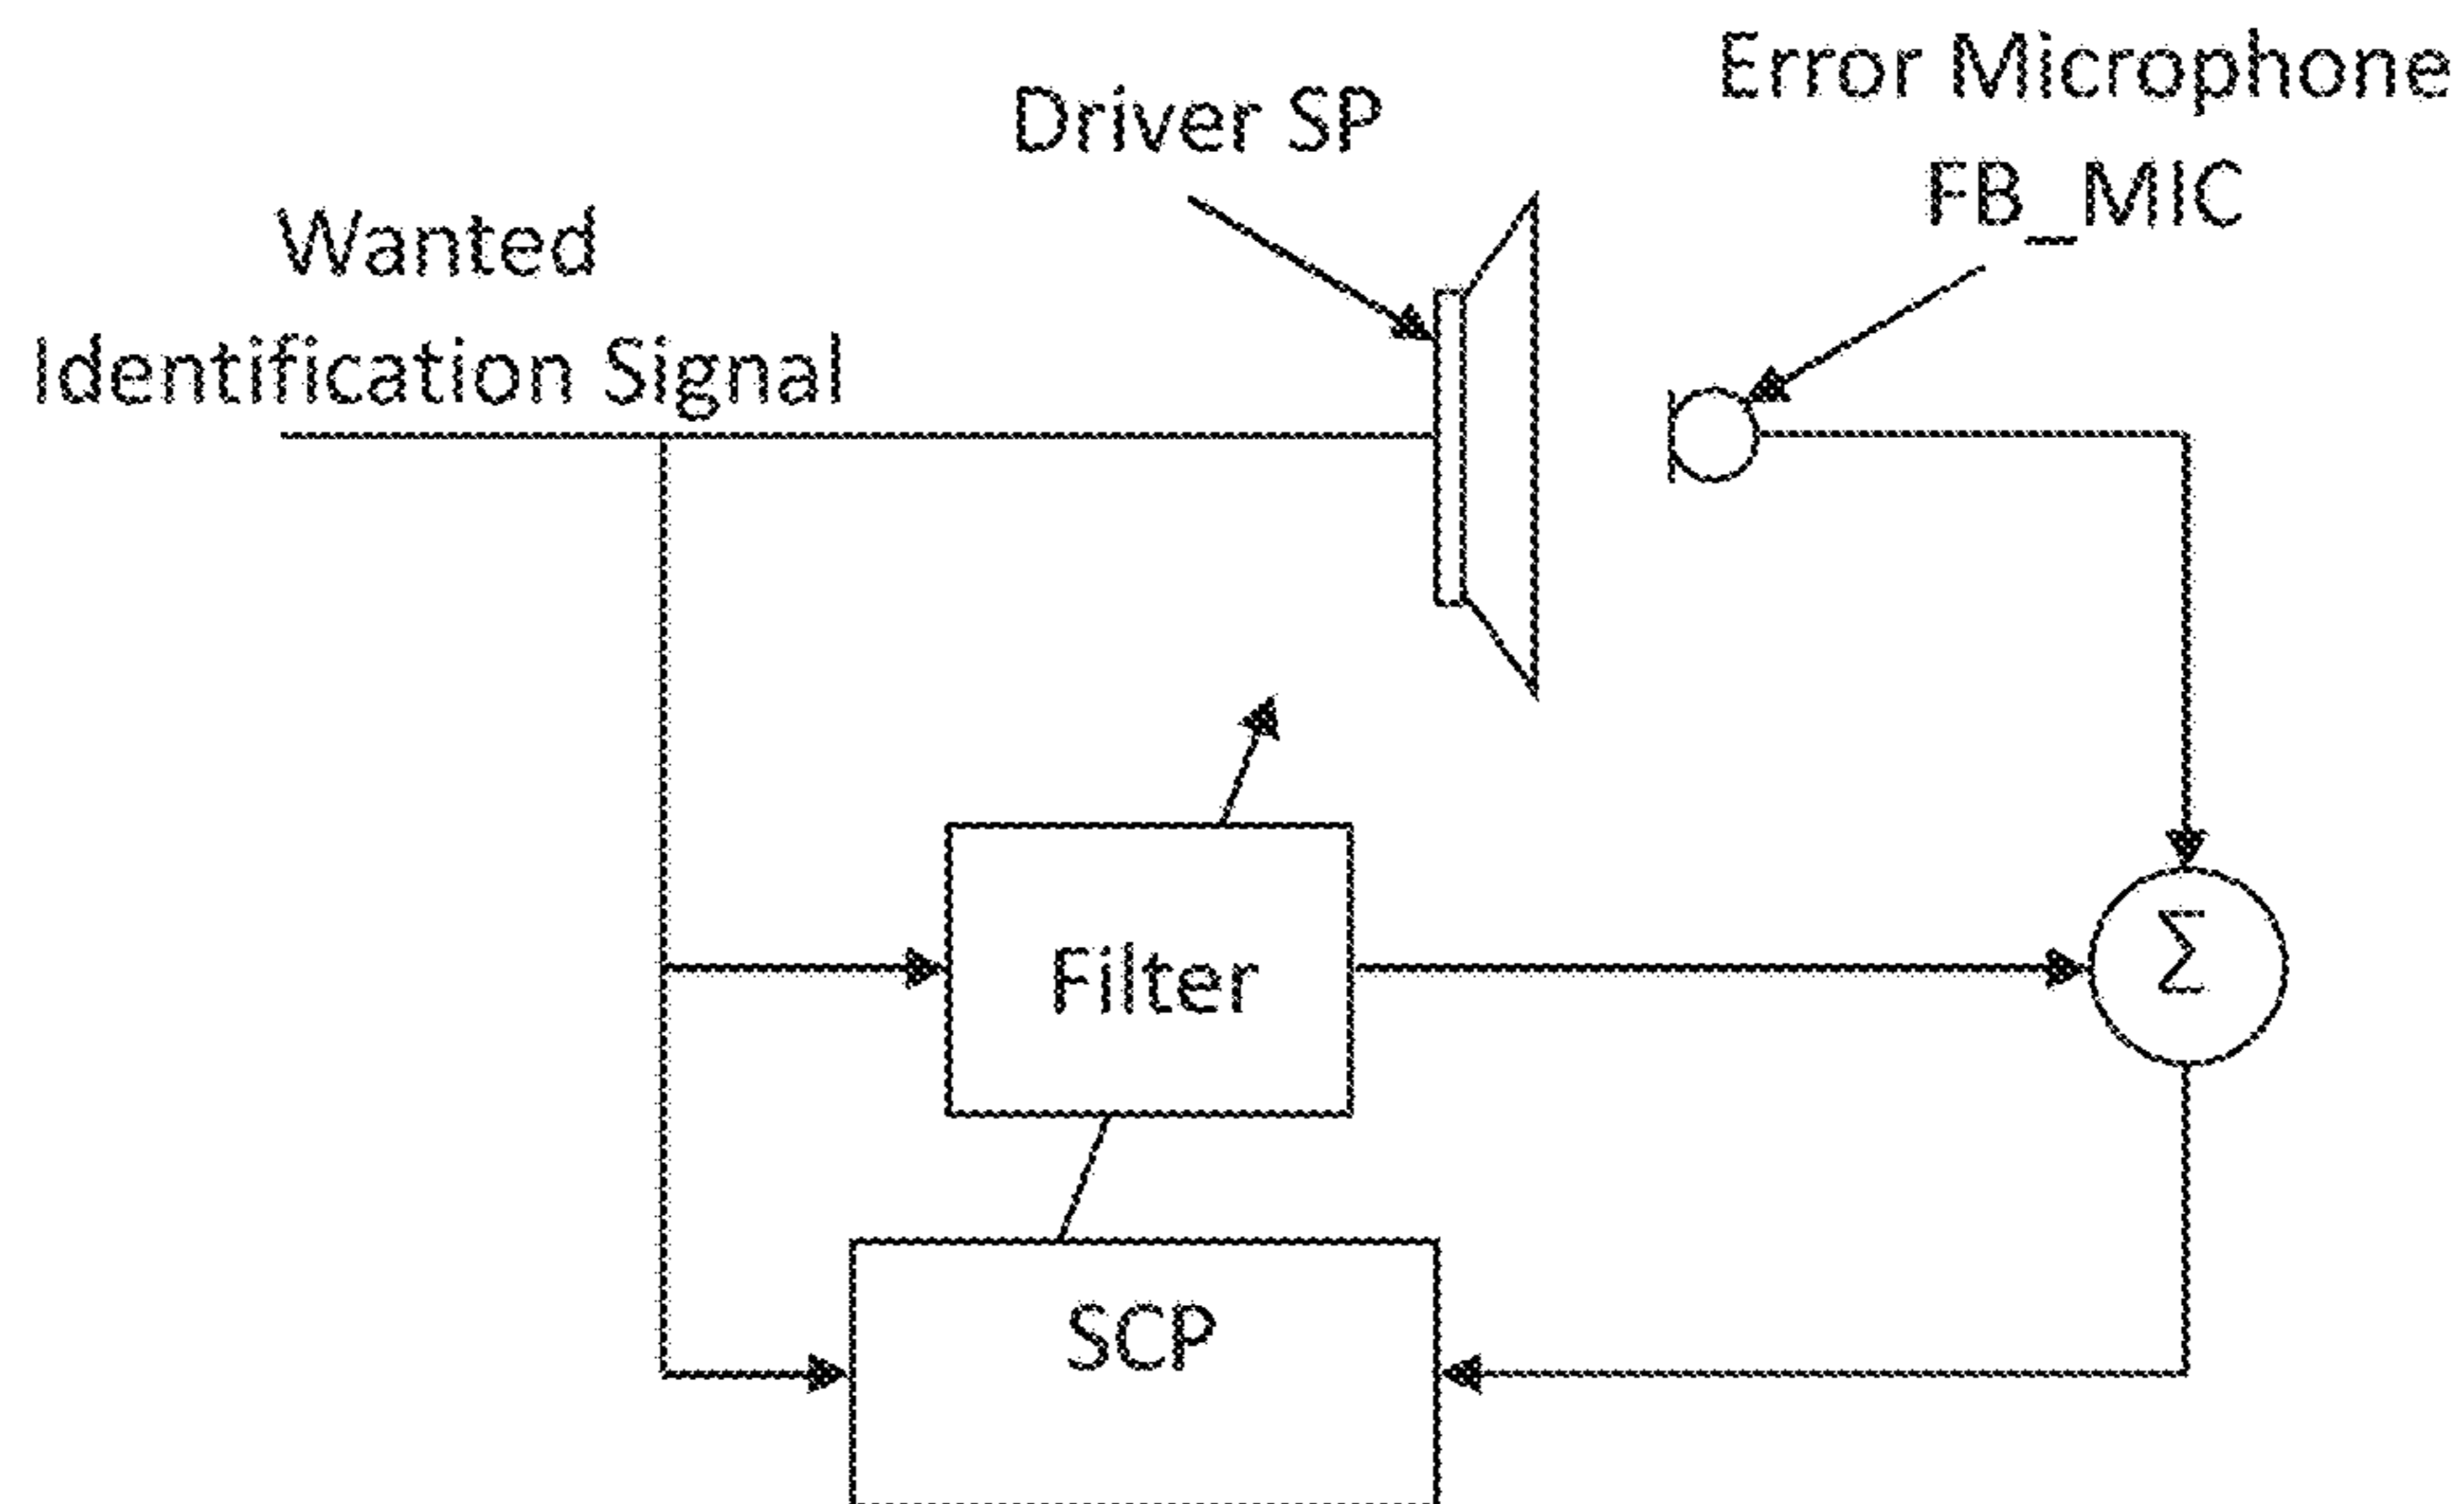 Error Microphone
FB_MIC
Driver SP
Wanted
Identification Signal
Filter
Σ
SCP